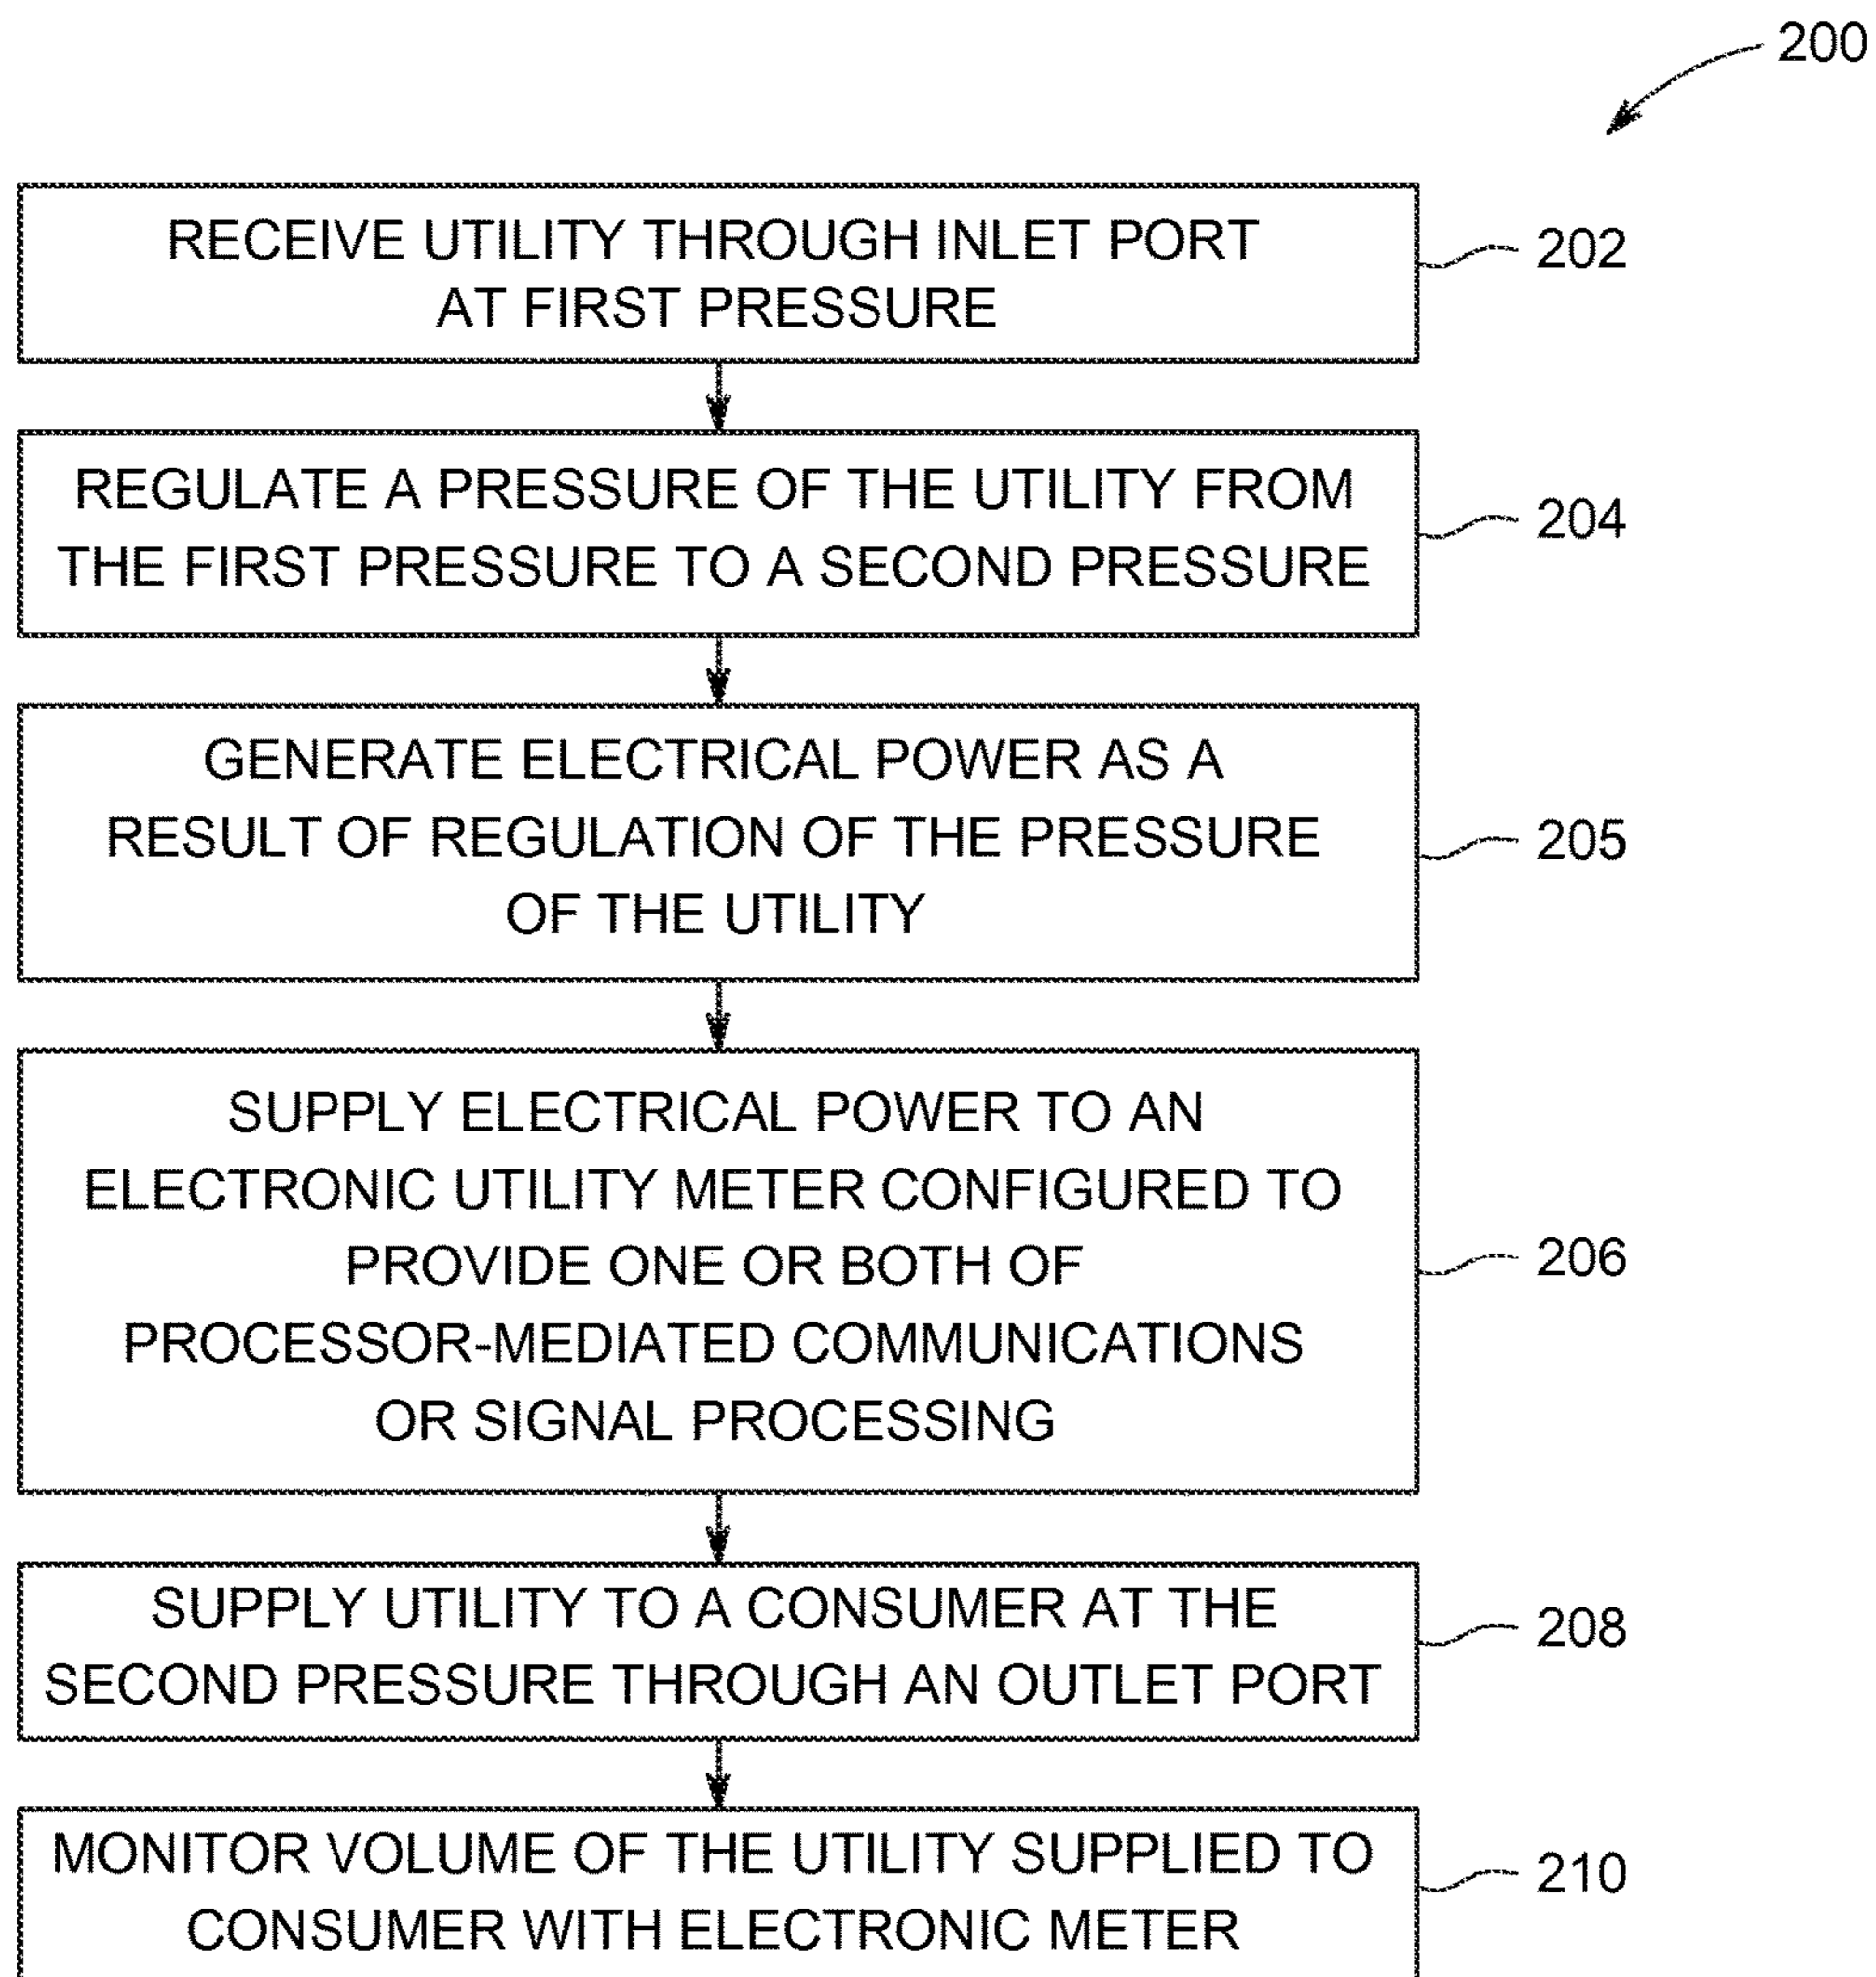 200
RECEIVE UTILITY THROUGH INLET PORT
AT FIRST PRESSURE
202
REGULATE A PRESSURE OF THE UTILITY FROM
THE FIRST PRESSURE TO A SECOND PRESSURE
204
GENERATE ELECTRICAL POWER AS A
RESULT OF REGULATION OF THE PRESSURE
OF THE UTILITY
205
SUPPLY ELECTRICAL POWER TO AN
ELECTRONIC UTILITY METER CONFIGURED TO
PROVIDE ONE OR BOTH OF
PROCESSOR-MEDIATED COMMUNICATIONS
OR SIGNAL PROCESSING
206
SUPPLY UTILITY TO A CONSUMER AT THE
SECOND PRESSURE THROUGH AN OUTLET PORT
208
MONITOR VOLUME OF THE UTILITY SUPPLIED TO
CONSUMER WITH ELECTRONIC METER
210